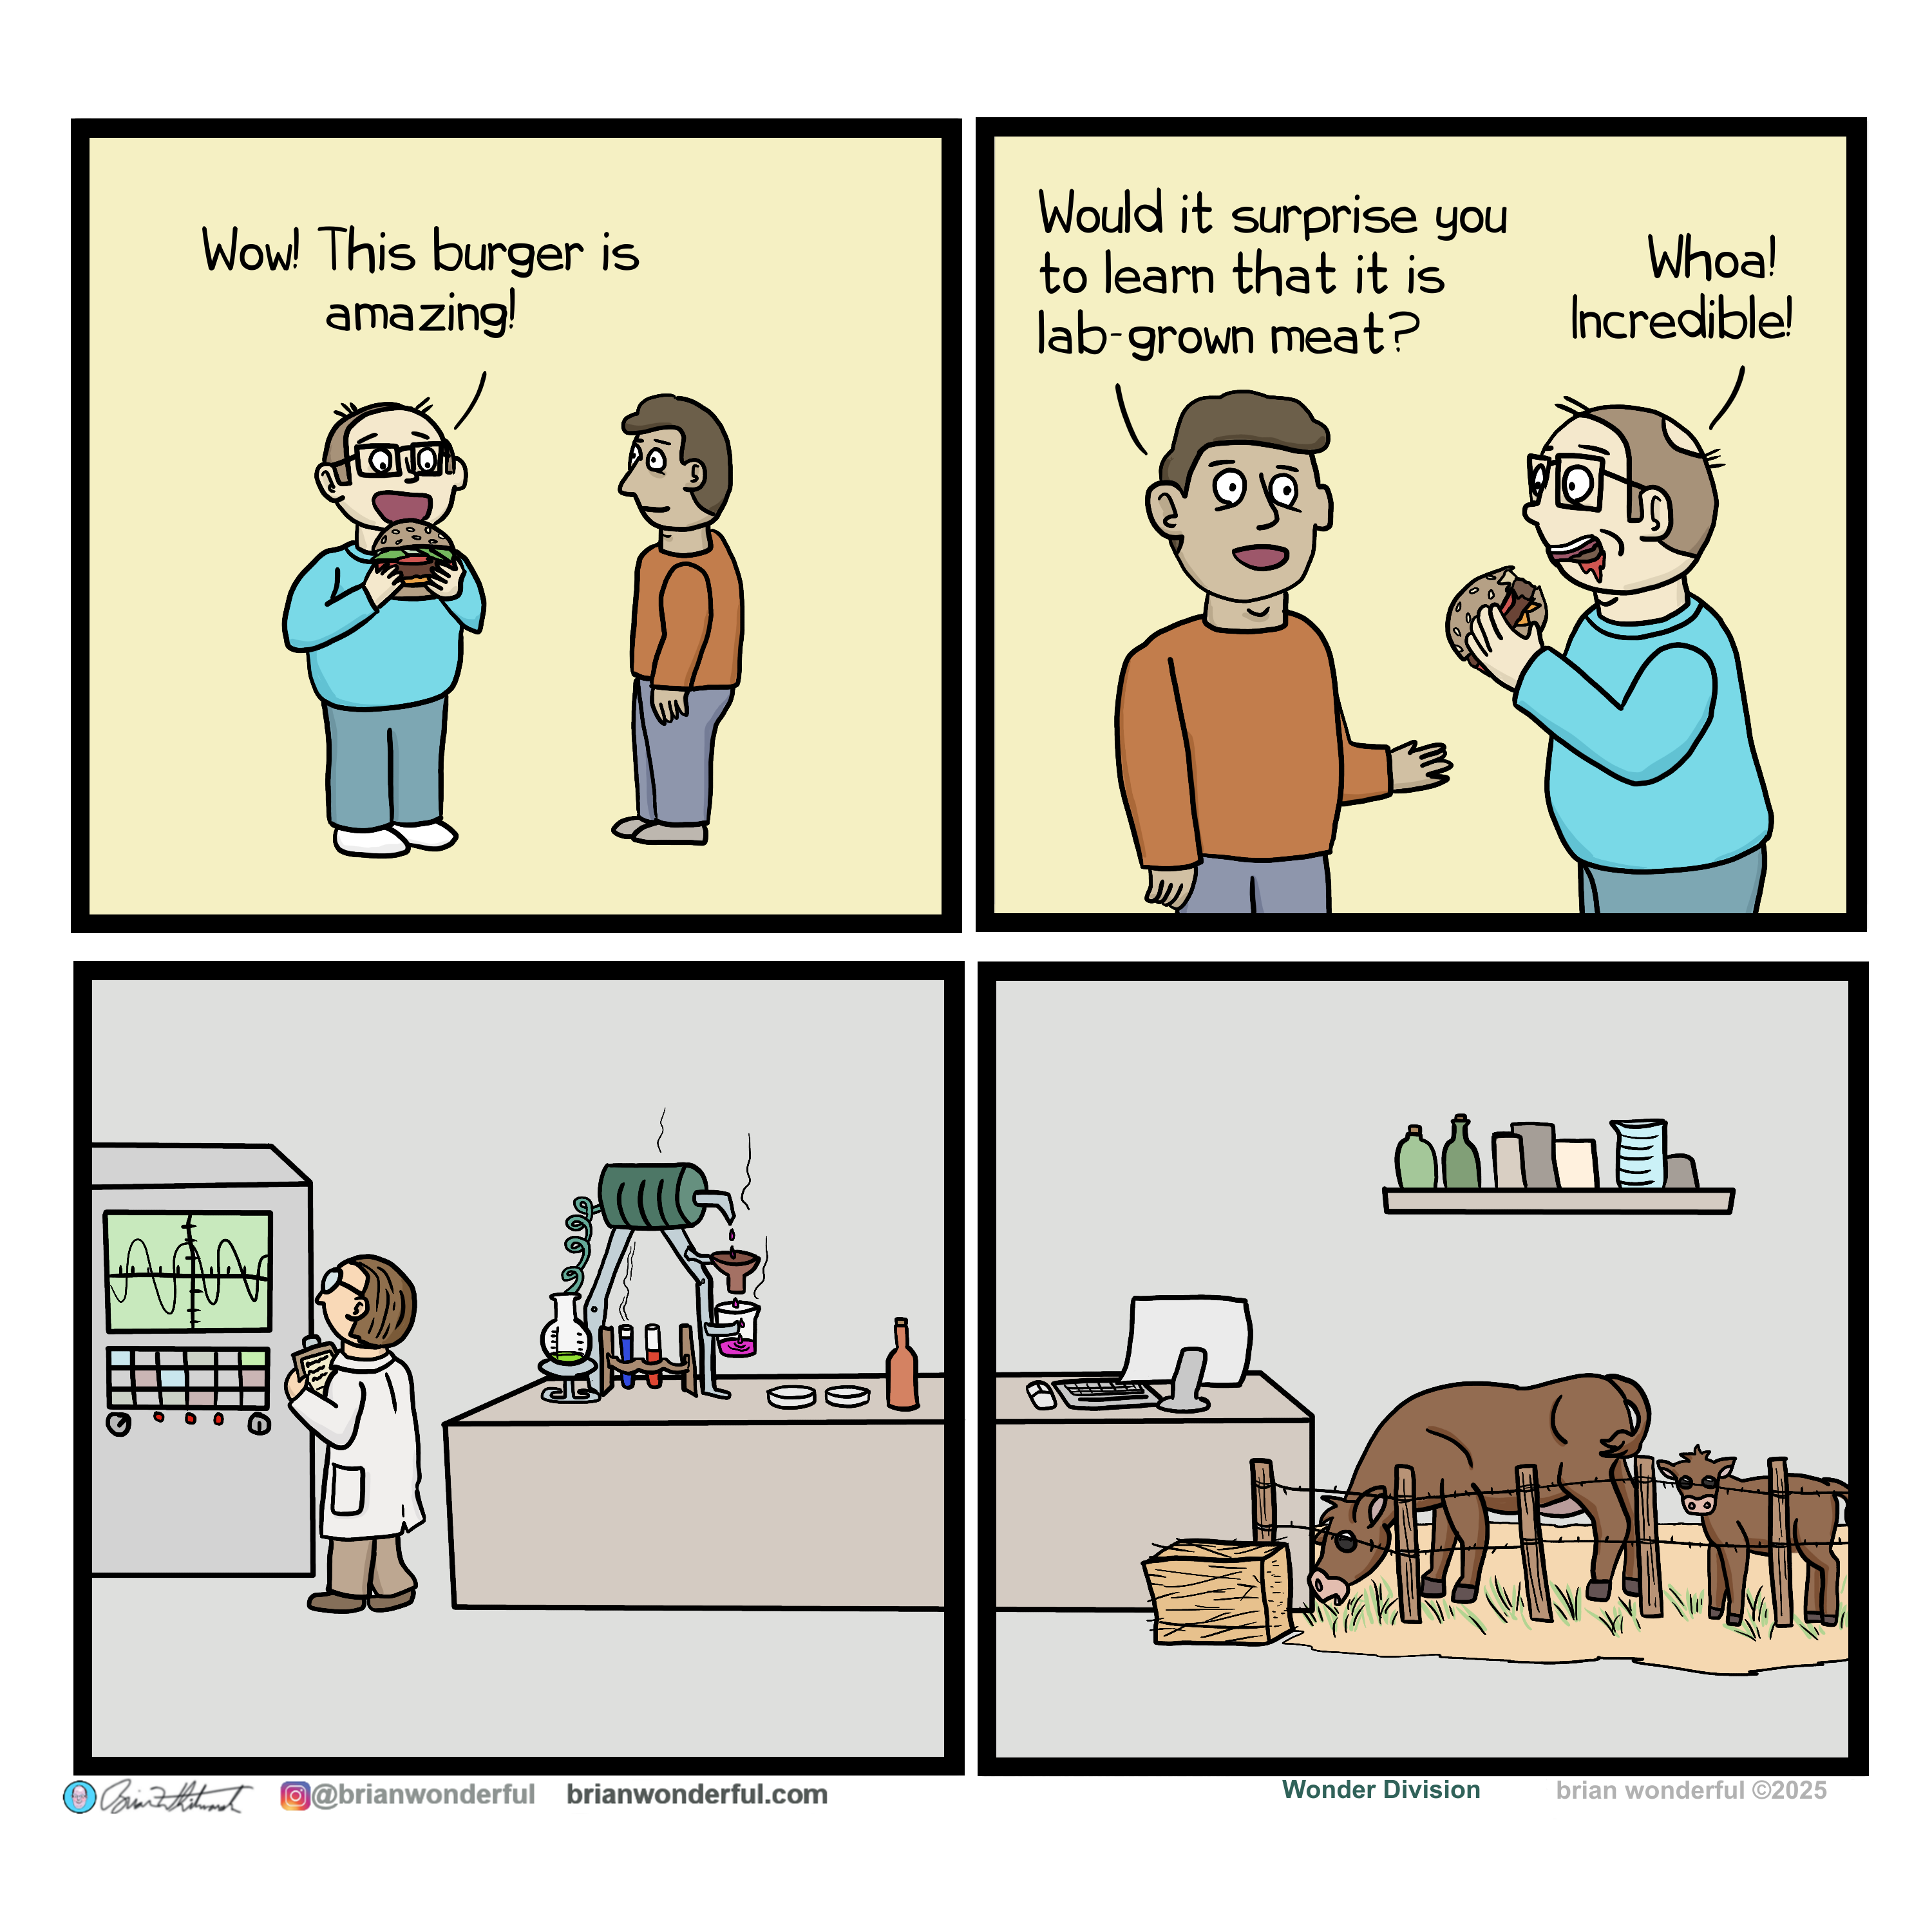 Wow! This burger is
amazing!
Would it surprise you
to learn that it is
lab-grown meat?
Whoa!
Incredible!
@brianwonderful
brianwonderful.com
Wonder Division
brian wonderful ©2025